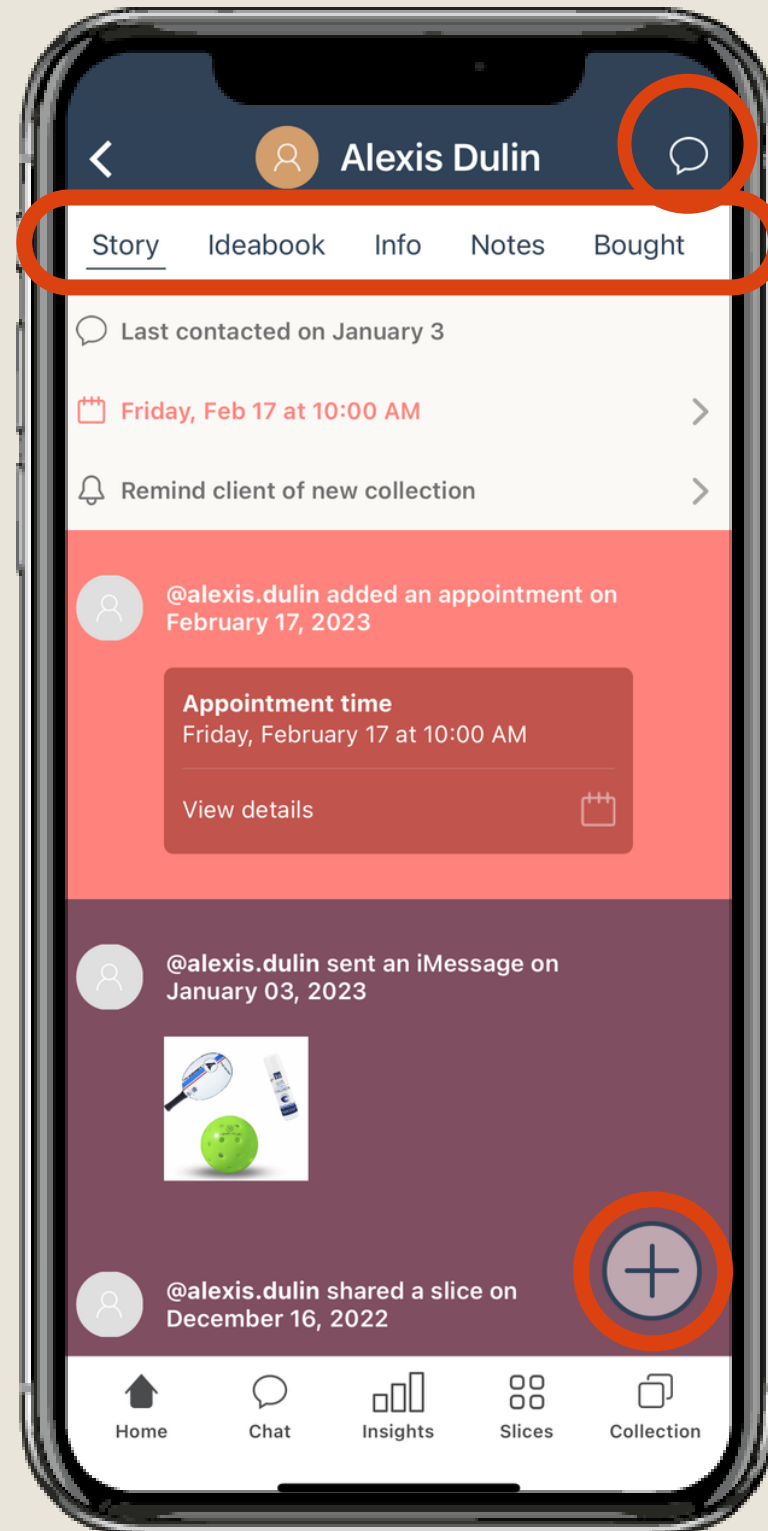 Alexis Dulin
Story Ideabook Info Notes Bought
Last contacted on January 3
Friday, Feb 17 at 10:00 AM
Remind client of new collection
@alexis.dulin added an appointment on
February 17, 2023
Appointment time
Friday, February 17 at 10:00 AM
View details
@alexis.dulin sent an iMessage on
January 03, 2023
@alexis.dulin shared a slice on
December 16, 2022
Home Chat Insights Slices Collection